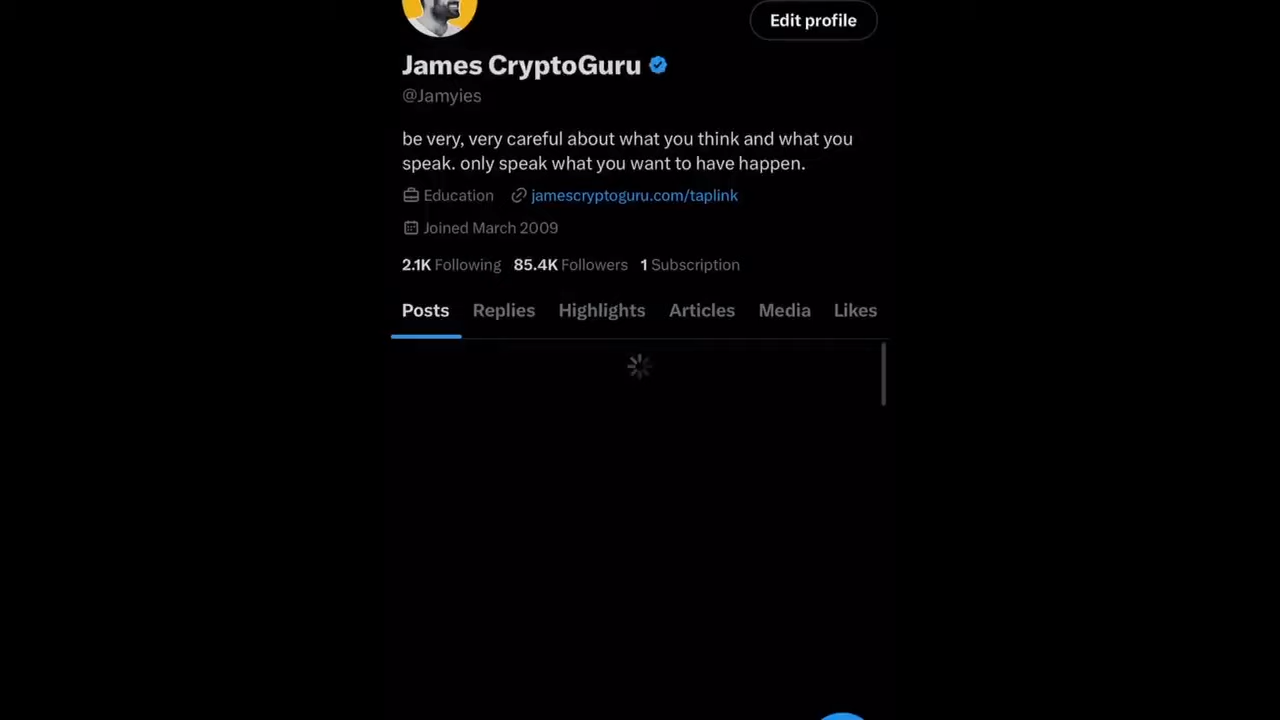 Edit profile
James CryptoGuru
@Jamyies
be very, very careful about what you think and what you
speak. only speak what you want to have happen.
Education jamescryptoguru.com/taplink
Joined March 2009
2.1K Following 85.4K Followers 1 Subscription
Posts Replies Highlights Articles Media Likes